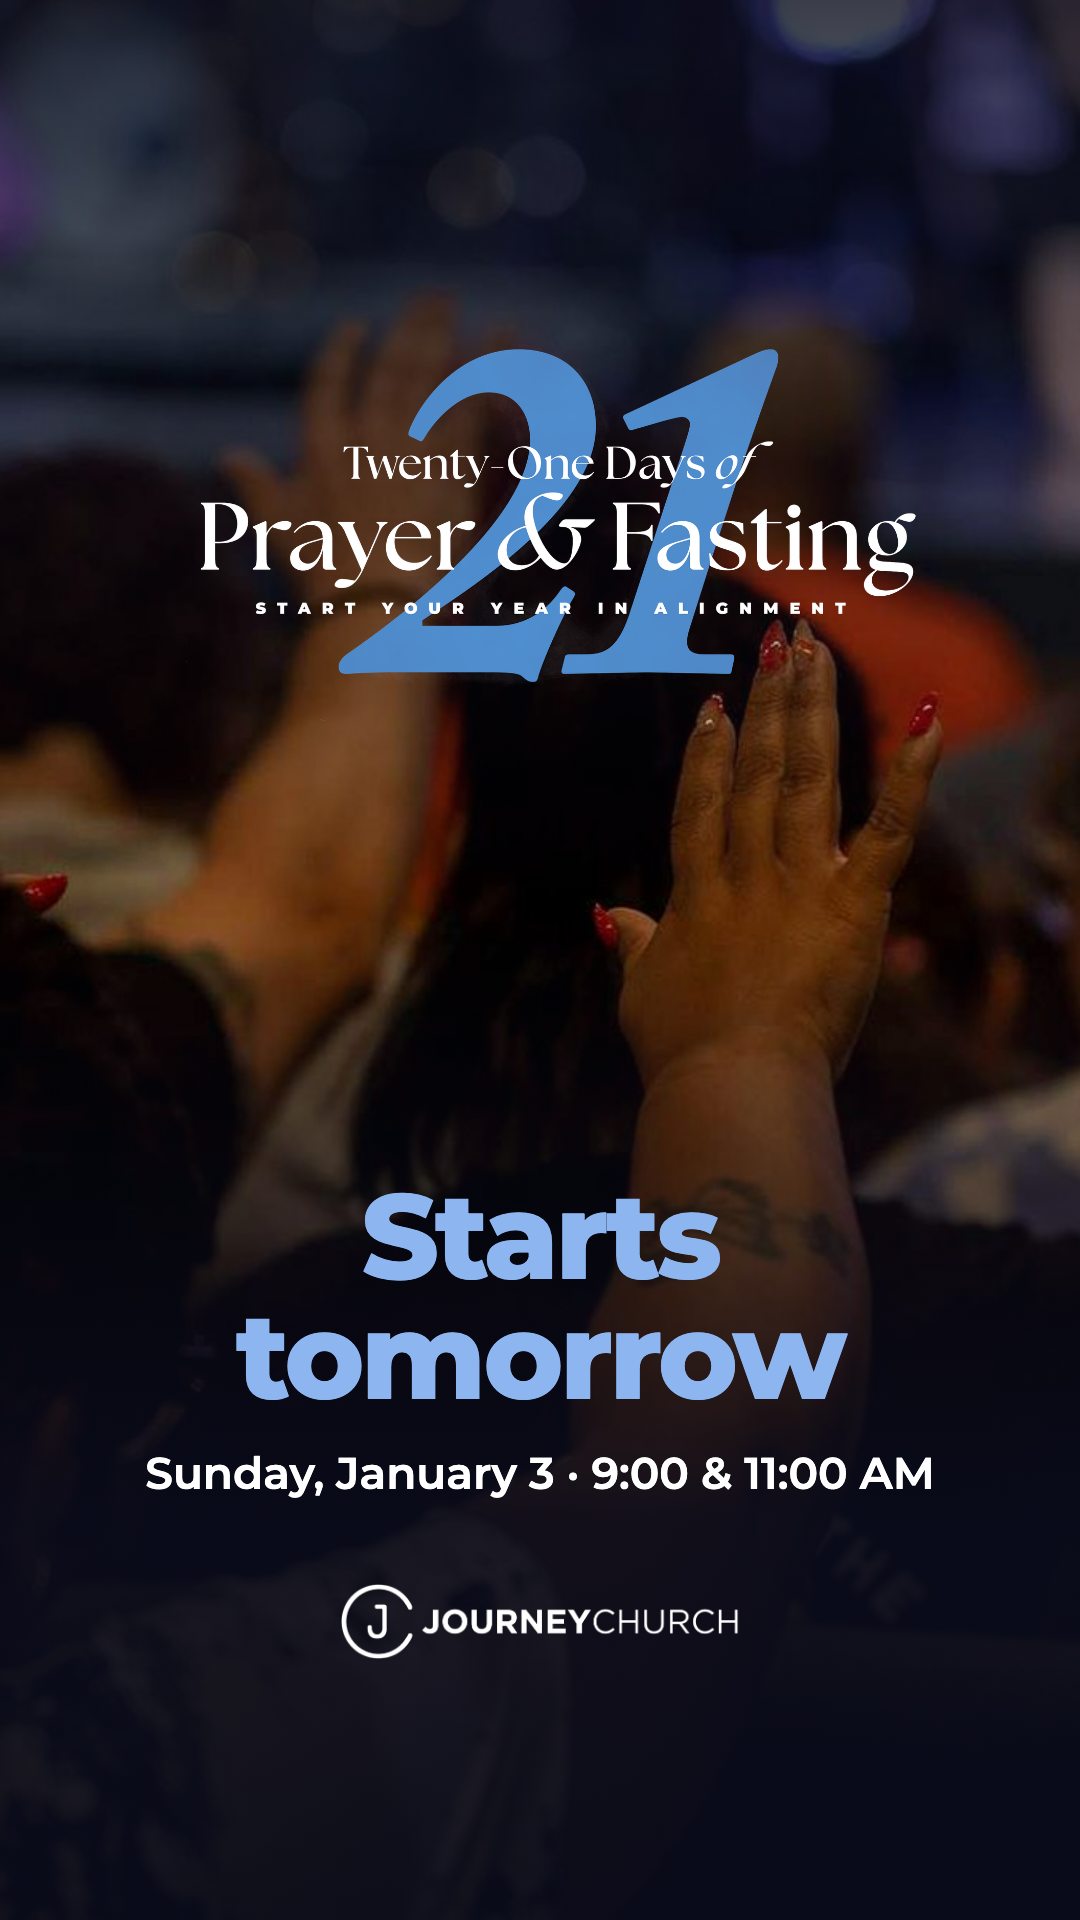 21
Twenty-One Days of
Prayer & Fasting
START YOUR YEAR IN ALIGNMENT
Starts
tomorrow
Sunday, January 3 • 9:00 & 11:00 AM
THE
J JOURNEYCHURCH